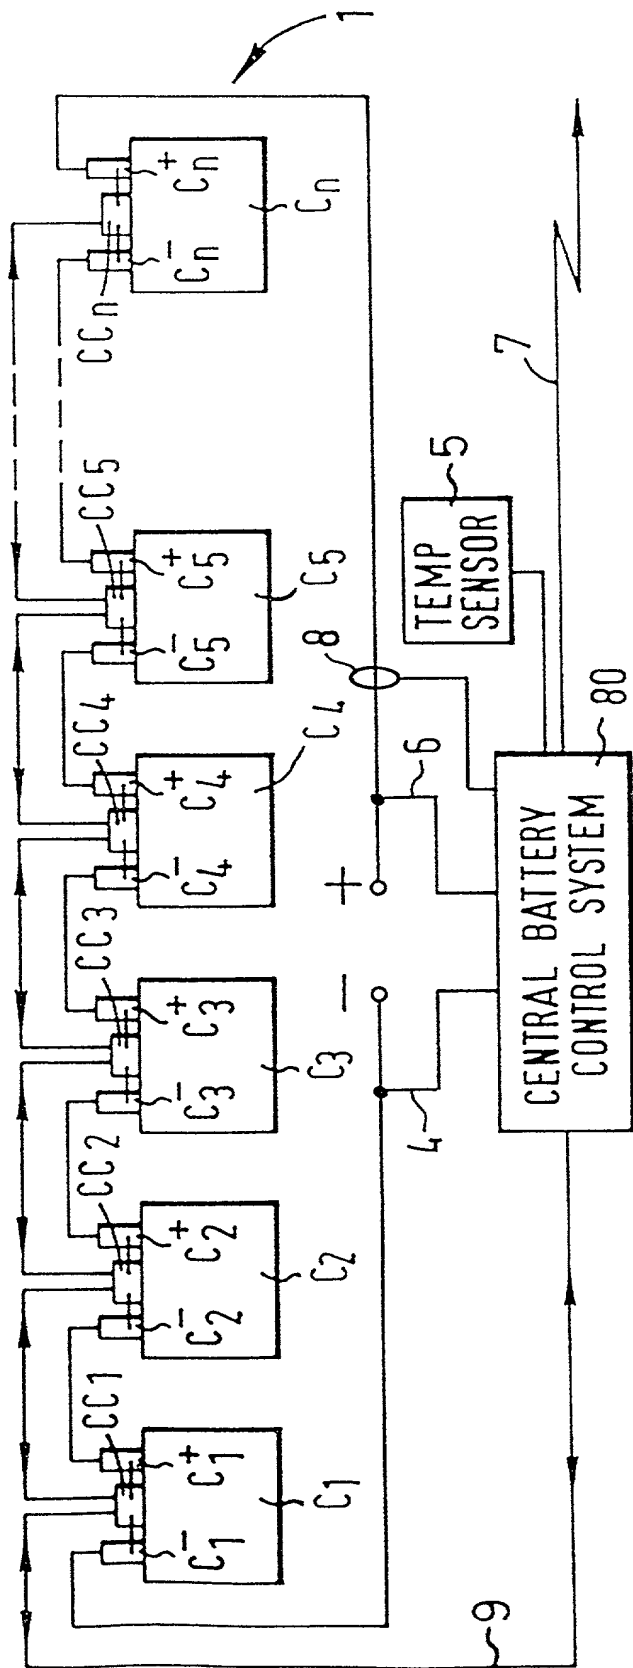 1
CC1
CC2
CC3
CC4
CC5
CCn
C1−
C1+
C2−
C2+
C3−
C3+
C4−
C4+
C5−
C5+
Cn−
Cn+
C1
C2
C3
C4
C5
Cn
−
+
8
TEMP
SENSOR
5
4
6
7
CENTRAL BATTERY
CONTROL SYSTEM
80
9